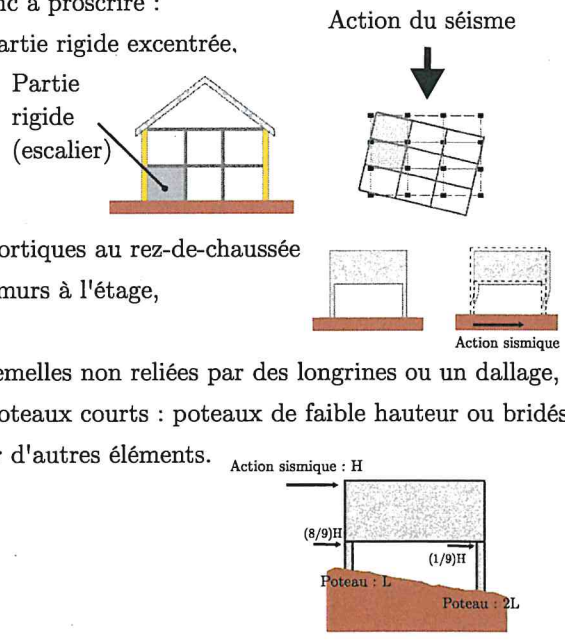 ic à proscrire :
artie rigide excentrée,
Action du séisme
Partie
rigide
(escalier)
ortiques au rez-de-chaussée
murs à l'étage,
Action sismique
emelles non reliées par des longrines ou un dallage,
oteaux courts : poteaux de faible hauteur ou bridés
r d'autres éléments.
Action sismique : H
(8/9)H
(1/9)H
Poteau : L
Poteau : 2L